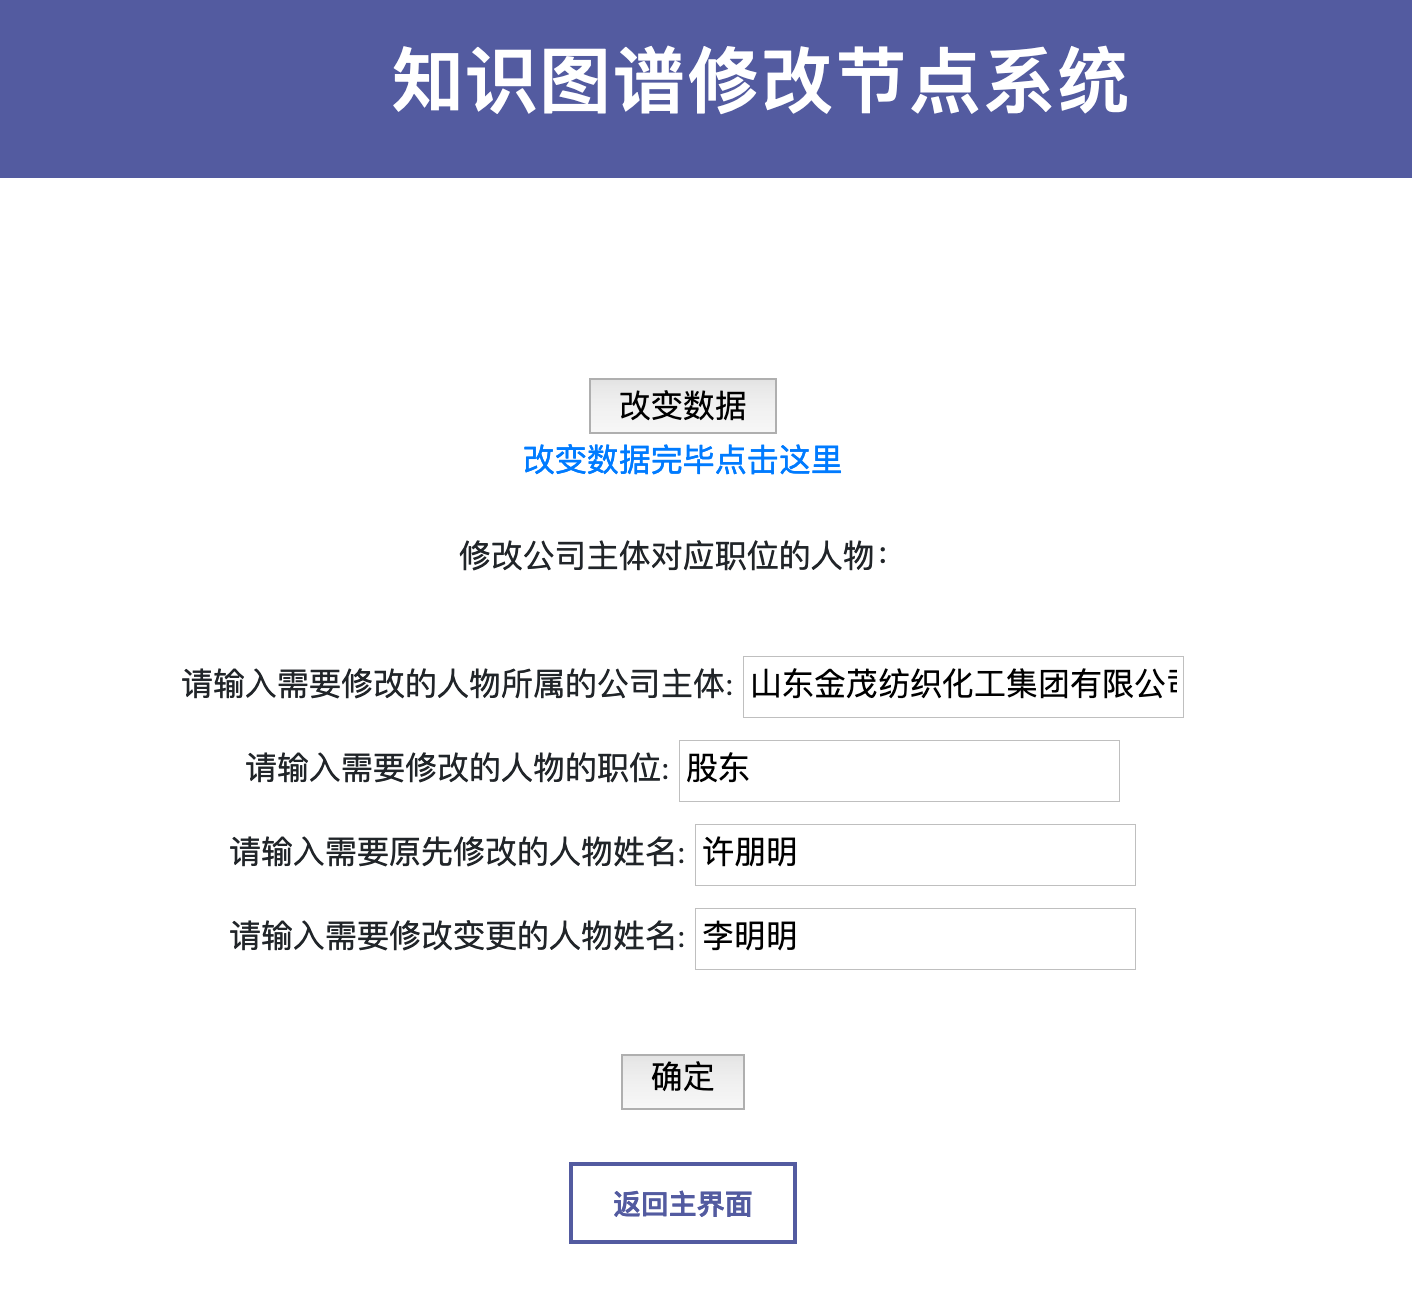 知识图谱修改节点系统
改变数据
改变数据完毕点击这里
修改公司主体对应职位的人物：
请输入需要修改的人物所属的公司主体: 山东金茂纺织化工集团有限公司
请输入需要修改的人物的职位: 股东
请输入需要原先修改的人物姓名: 许朋明
请输入需要修改变更的人物姓名: 李明明
确定
返回主界面